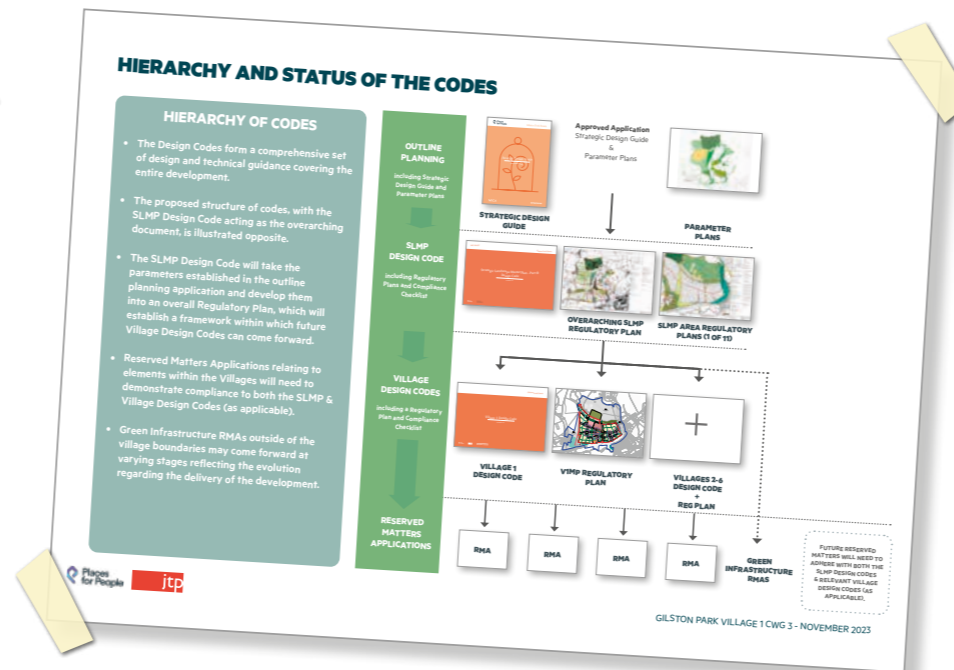 HIERARCHY AND STATUS OF THE CODES
HIERARCHY OF CODES
• The Design Codes form a comprehensive set
of design and technical guidance covering the
entire development.
• The proposed structure of codes, with the
SLMP Design Code acting as the overarching
document, is illustrated opposite.
• The SLMP Design Code will take the
parameters established in the outline
planning application and develop them
into an overall Regulatory Plan, which will
establish a framework within which future
Village Design Codes can come forward.
• Reserved Matters Applications relating to
elements within the Villages will need to
demonstrate compliance to both the SLMP &
Village Design Codes (as applicable).
• Green Infrastructure RMAs outside of the
village boundaries may come forward at
varying stages reflecting the evolution
regarding the delivery of the development.
OUTLINE
PLANNING
including Strategic
Design Guide and
Parameter Plans
SLMP
DESIGN CODE
including Regulatory
Plans and Compliance
Checklist
VILLAGE
DESIGN CODES
including a Regulatory
Plan and Compliance
Checklist
RESERVED
MATTERS
APPLICATIONS
Approved Application
Strategic Design Guide
&
Parameter Plans
STRATEGIC DESIGN
GUIDE
PARAMETER
PLANS
OVERARCHING SLMP
REGULATORY PLAN
SLMP AREA REGULATORY
PLANS (1 OF 11)
VILLAGE 1
DESIGN CODE
V1MP REGULATORY
PLAN
VILLAGES 2-6
DESIGN CODE
+
REG PLAN
RMA
RMA
RMA
RMA
GREEN
INFRASTRUCTURE
RMAS
FUTURE RESERVED
MATTERS WILL NEED TO
ADHERE WITH BOTH THE
SLMP DESIGN CODES
& RELEVANT VILLAGE
DESIGN CODES (AS
APPLICABLE).
Places
for People
jtp
GILSTON PARK VILLAGE 1 CWG 3 - NOVEMBER 2023